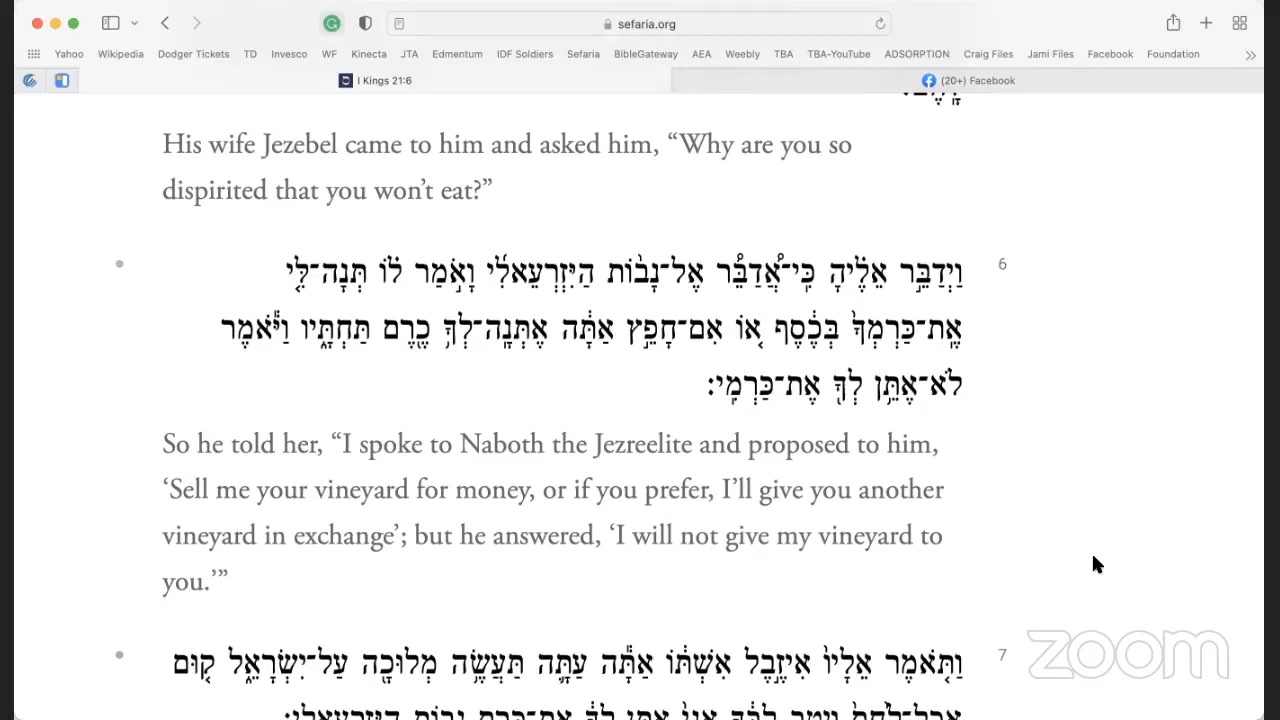 sefaria.org
Yahoo Wikipedia Dodger Tickets TD Invesco WF Kinecta JTA Edmentum IDF Soldiers Sefaria BibleGateway AEA Weebly TBA TBA-YouTube ADSORPTION Craig Files Jami Files Facebook Foundation
I Kings 21:6 (20+) Facebook
His wife Jezebel came to him and asked him, “Why are you so
dispirited that you won’t eat?”
6
וַיְדַבֵּ֣ר אֵלֶ֗יהָ כִּֽי־אֲ֠דַבֵּ֠ר אֶל־נָב֨וֹת הַיִּזְרְעֵאלִ֜י וָאֹ֣מַר ל֗וֹ תְּנָה־לִּ֤י
אֶֽת־כַּרְמְךָ֙ בְּכֶ֔סֶף א֚וֹ אִם־חָפֵ֣ץ אַתָּ֔ה אֶתְּנָה־לְךָ֥ כֶ֖רֶם תַּחְתָּ֑יו וַיֹּ֕אמֶר
לֹֽא־אֶתֵּ֥ן לְךָ֖ אֶת־כַּרְמִֽי׃
So he told her, “I spoke to Naboth the Jezreelite and proposed to him,
‘Sell me your vineyard for money, or if you prefer, I’ll give you another
vineyard in exchange’; but he answered, ‘I will not give my vineyard to
you.’”
7
וַתֹּ֤אמֶר אֵלָיו֙ אִיזֶ֣בֶל אִשְׁתּ֔וֹ אַתָּ֕ה עַתָּ֛ה תַּעֲשֶׂ֥ה מְלוּכָ֖ה עַל־יִשְׂרָאֵ֑ל ק֤וּם
zoom